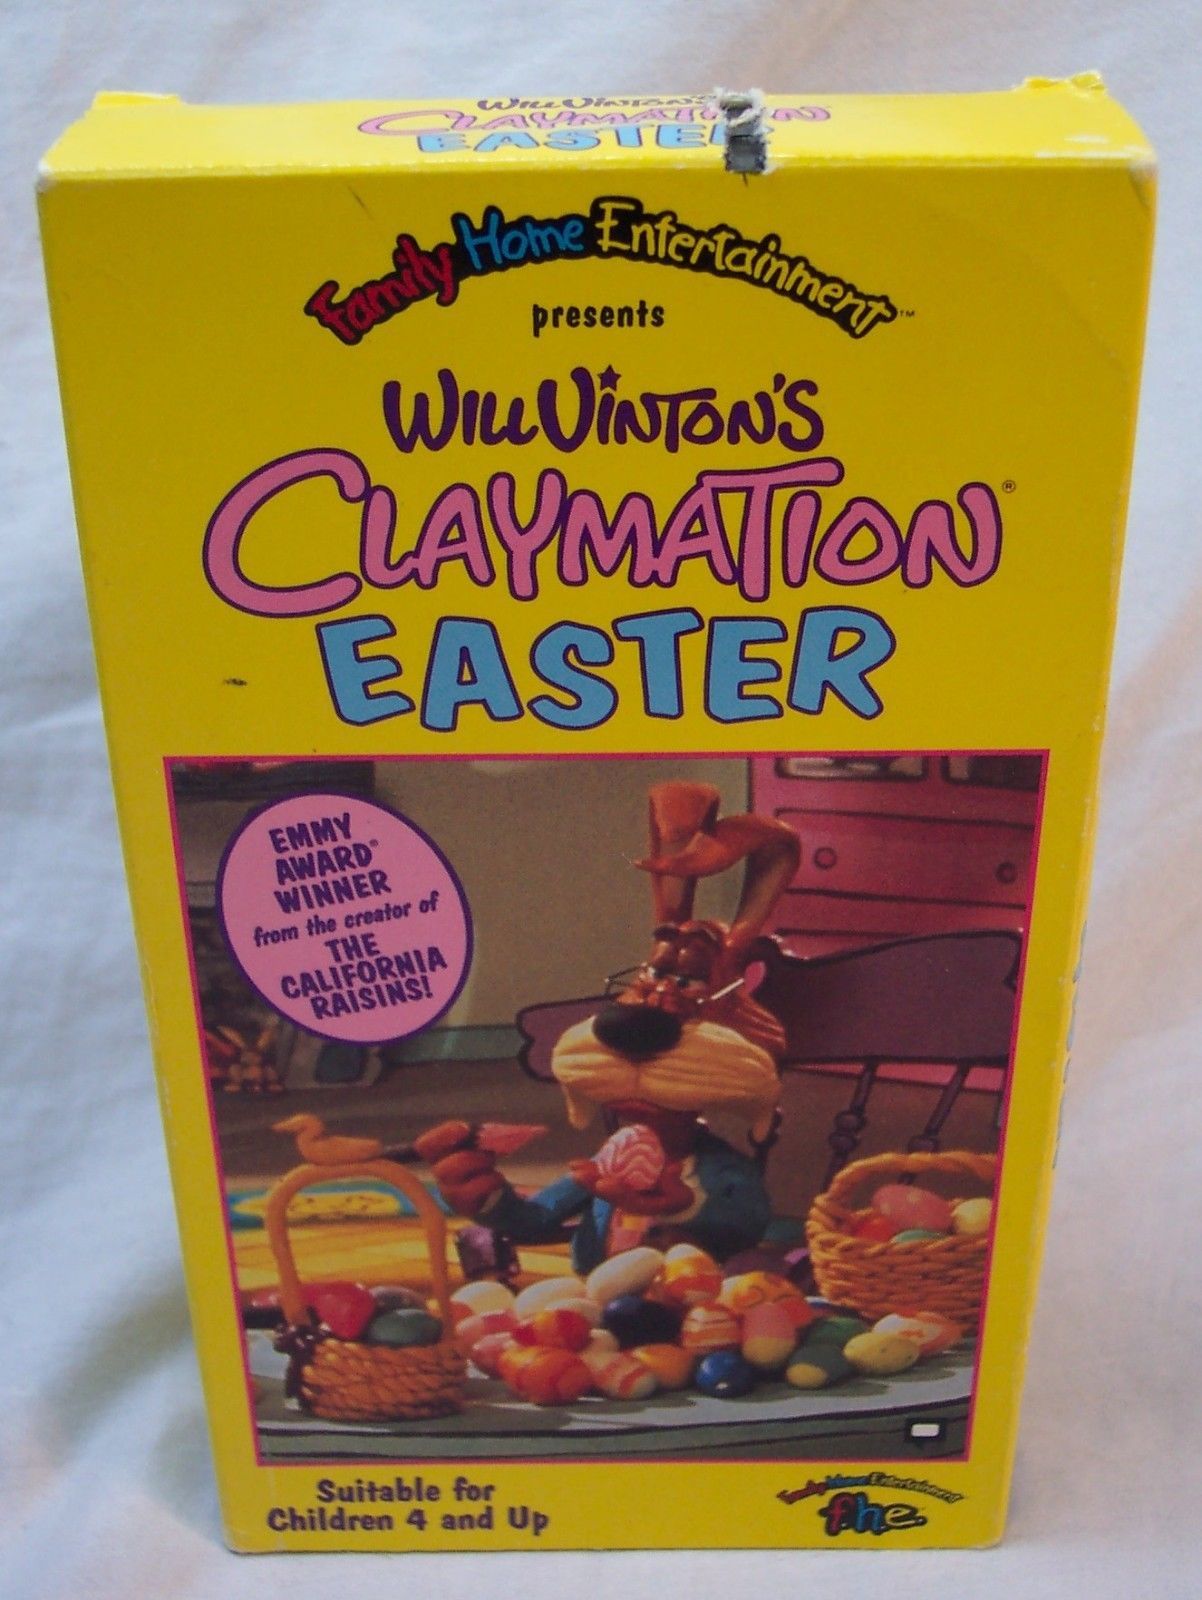 Will Vinton's
Claymation
Easter
Family Home Entertainment™
presents
Will Vinton's
Claymation®
Easter
EMMY
AWARD®
WINNER
from the creator of
THE
CALIFORNIA
RAISINS!
Suitable for
Children 4 and Up
Family Home Entertainment
f.h.e.